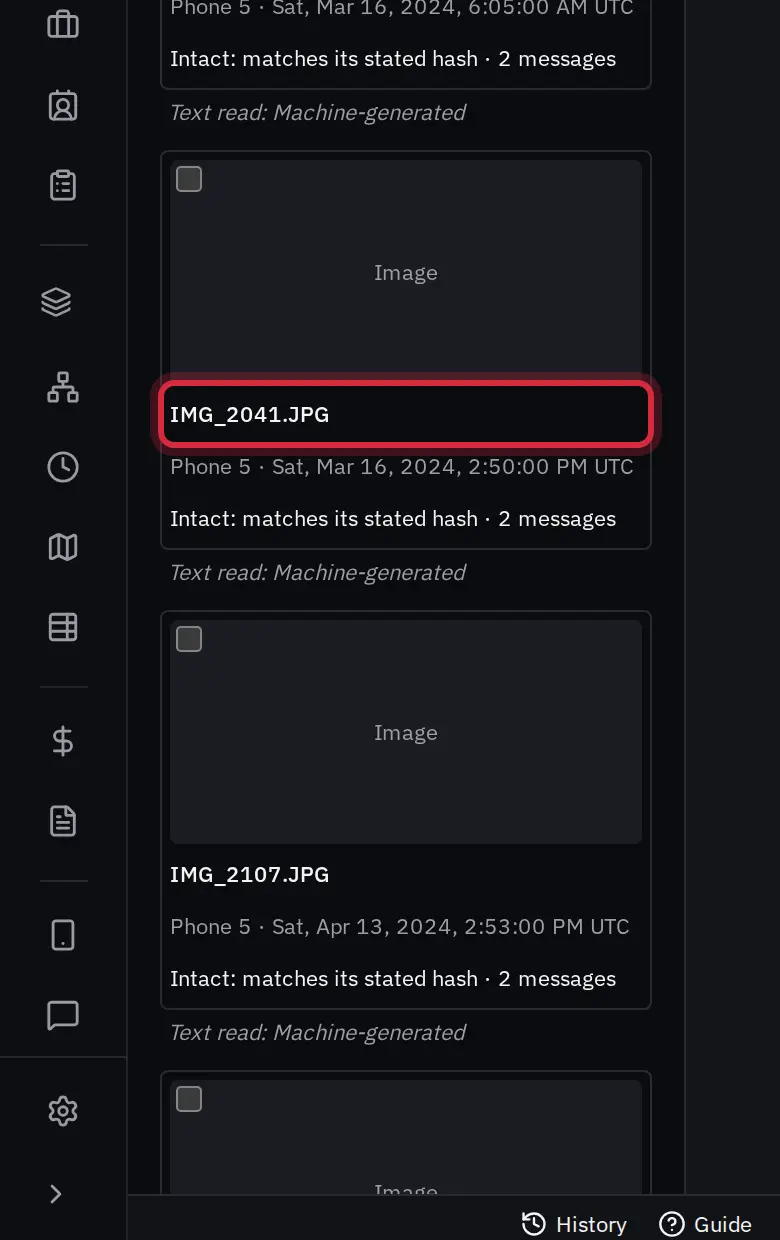 Phone 5 · Sat, Mar 16, 2024, 6:05:00 AM UTC
Intact: matches its stated hash · 2 messages
Text read: Machine-generated
Image
IMG_2041.JPG
Phone 5 · Sat, Mar 16, 2024, 2:50:00 PM UTC
Intact: matches its stated hash · 2 messages
Text read: Machine-generated
Image
IMG_2107.JPG
Phone 5 · Sat, Apr 13, 2024, 2:53:00 PM UTC
Intact: matches its stated hash · 2 messages
Text read: Machine-generated
Image
History
Guide